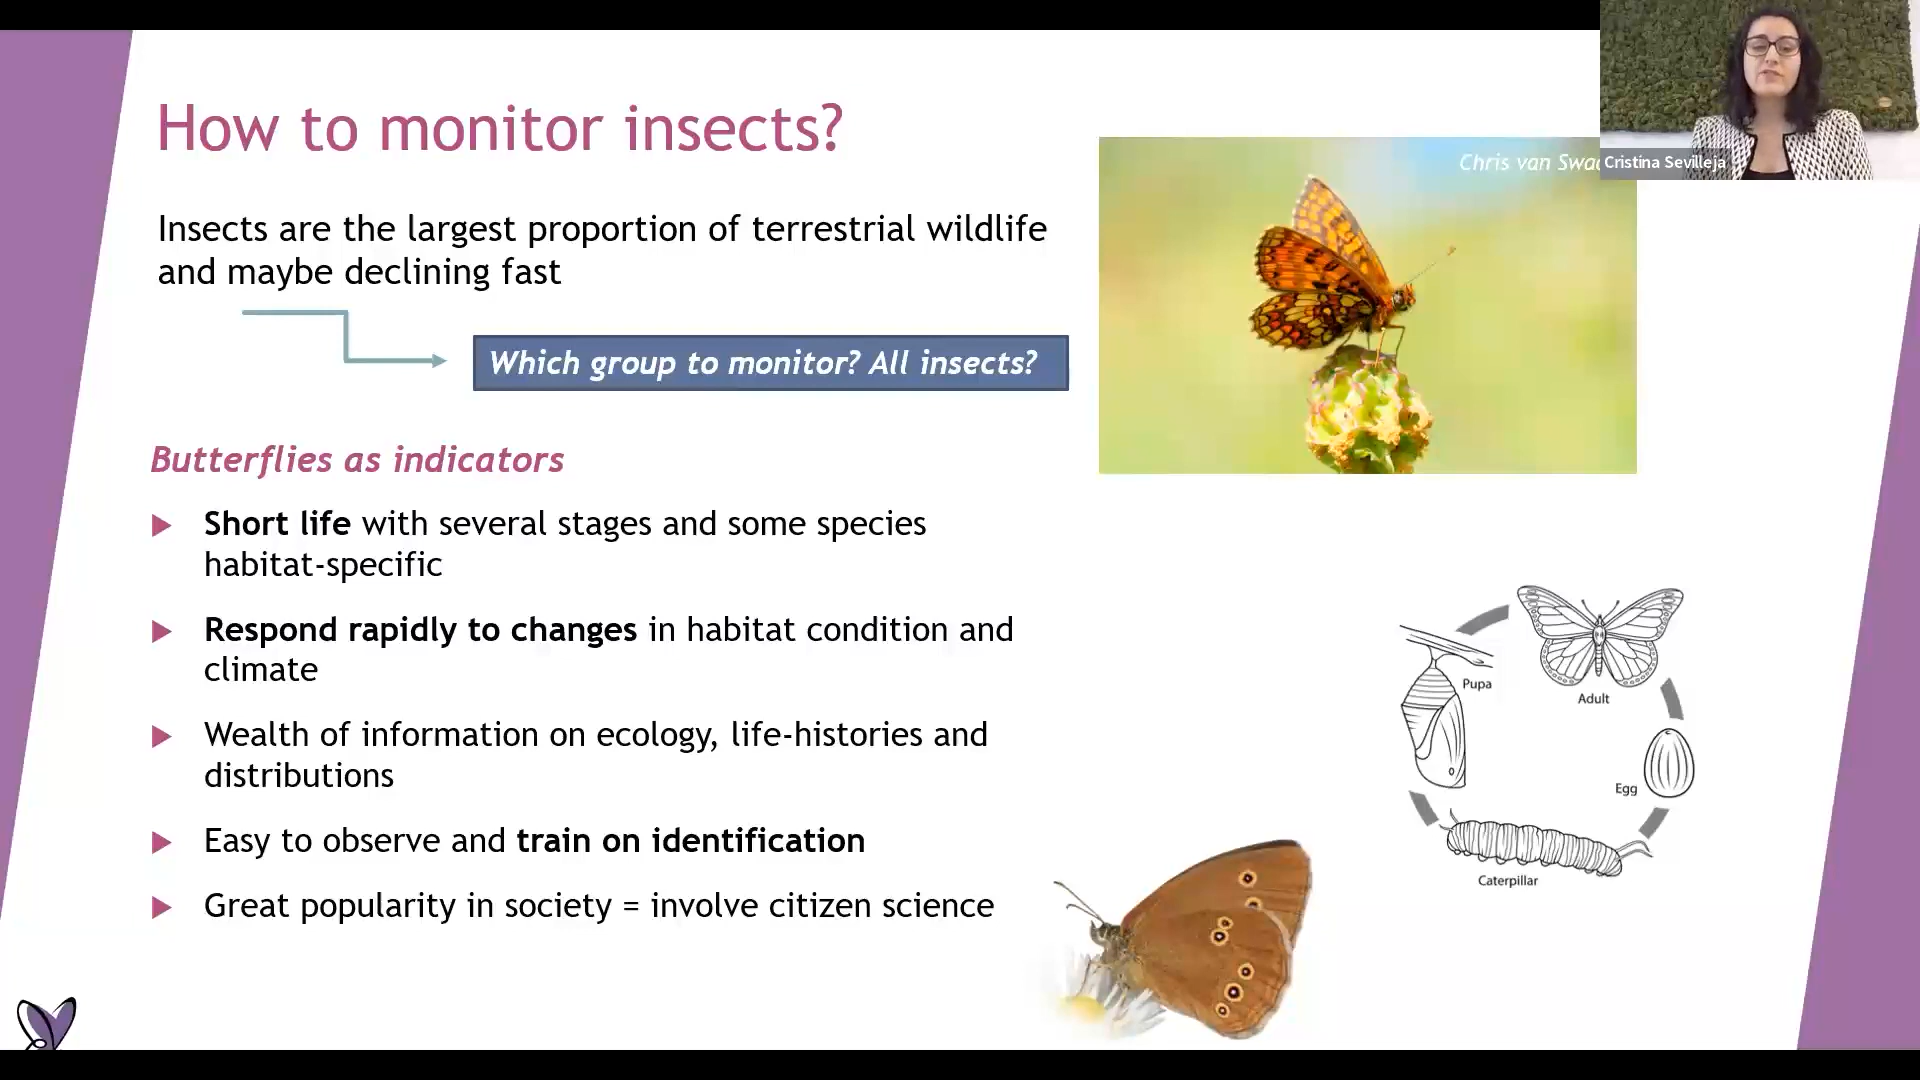 How to monitor insects?
Chris van
Cristina Sevilleja
Insects are the largest proportion of terrestrial wildlife
and maybe declining fast
Which group to monitor? All insects?
Butterflies as indicators
Short life with several stages and some species
habitat-specific
Respond rapidly to changes in habitat condition and
climate
Wealth of information on ecology, life-histories and
distributions
Easy to observe and train on identification
Great popularity in society = involve citizen science
Pupa
Adult
Egg
Caterpillar